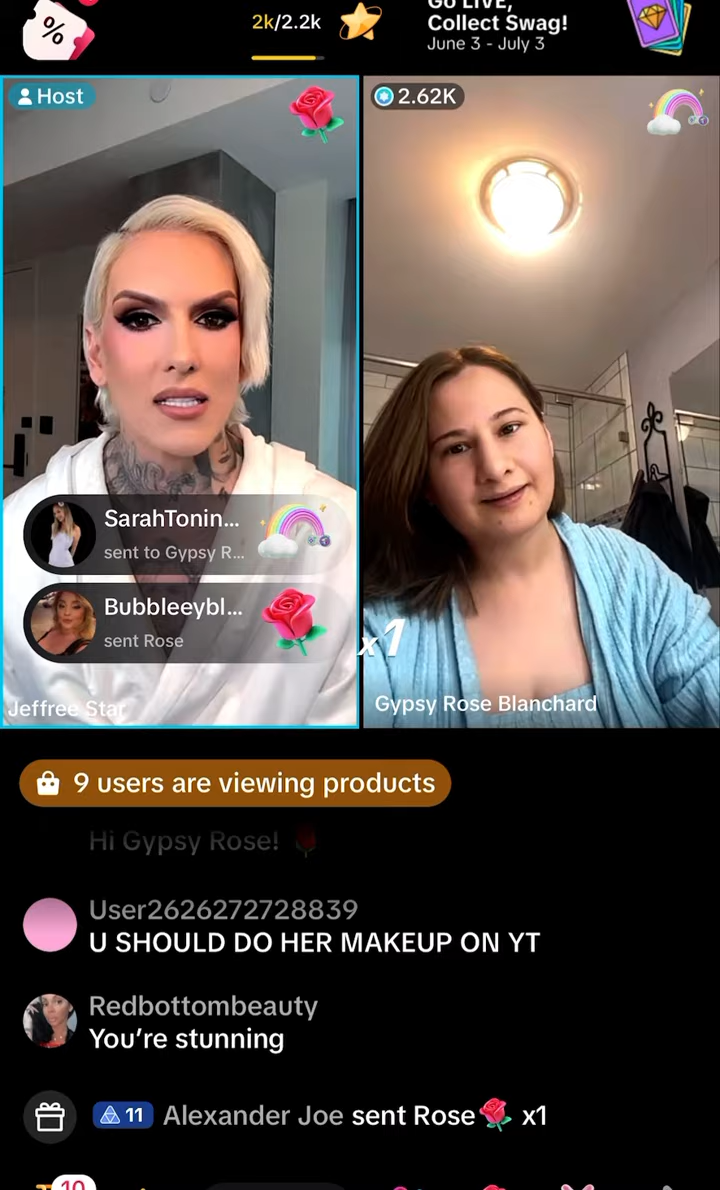 %
2k/2.2k
Go LIVE,
Collect Swag!
June 3 - July 3
Host
2.62K
SarahTonin...
sent to Gypsy R...
Bubbleeybl...
sent Rose
x1
Jeffree Star
Gypsy Rose Blanchard
9 users are viewing products
Hi Gypsy Rose! 🌹
User2626272728839
U SHOULD DO HER MAKEUP ON YT
Redbottombeauty
You’re stunning
11 Alexander Joe sent Rose🌹 x1
10